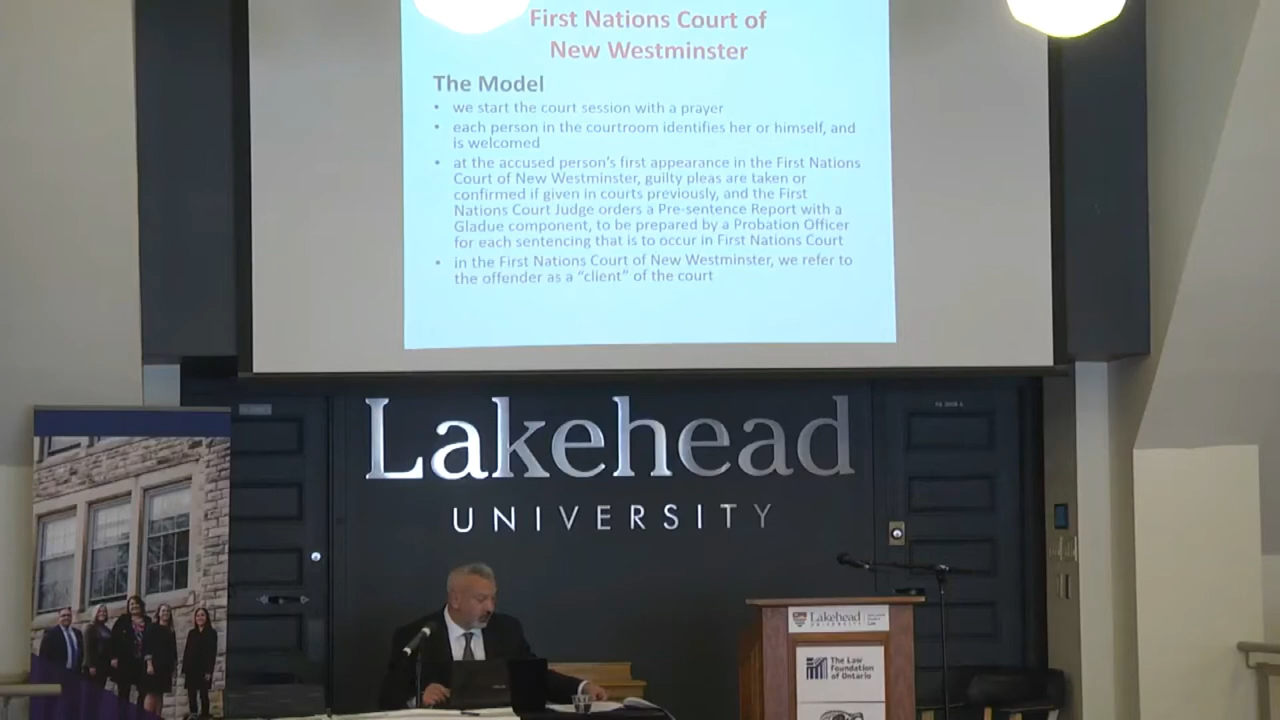 First Nations Court of
New Westminster
The Model
• we start the court session with a prayer
• each person in the courtroom identifies her or himself, and
is welcomed
• at the accused person's first appearance in the First Nations
Court of New Westminster, guilty pleas are taken or
confirmed if given in courts previously, and the First
Nations Court Judge orders a Pre-sentence Report with a
Gladue component, to be prepared by a Probation Officer
for each sentencing that is to occur in First Nations Court
• in the First Nations Court of New Westminster, we refer to
the offender as a "client" of the court
Lakehead
UNIVERSITY
Lakehead
UNIVERSITY
The Law
Foundation
of Ontario